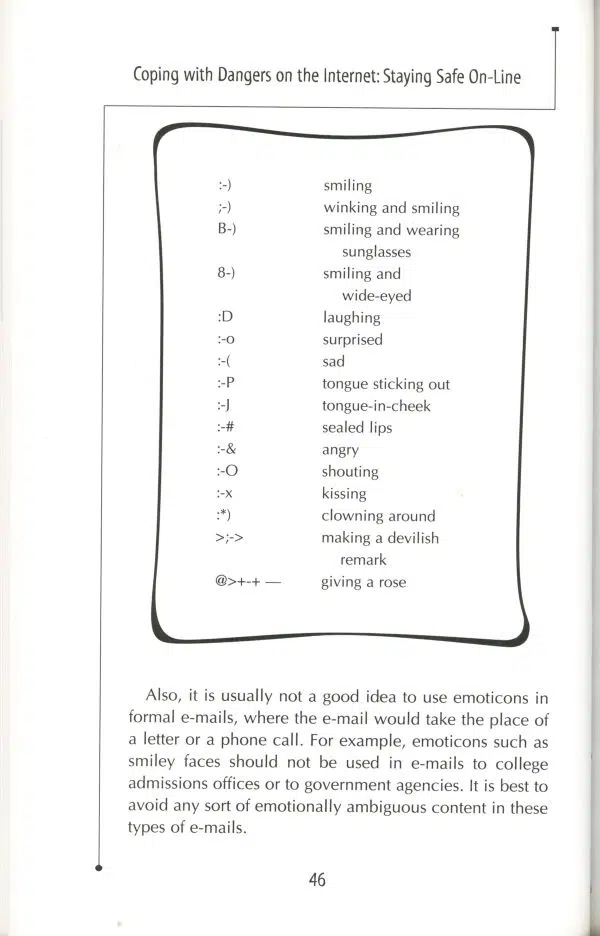 Coping with Dangers on the Internet: Staying Safe On-Line
:-) smiling
;-) winking and smiling
B-) smiling and wearing
sunglasses
8-) smiling and
wide-eyed
:D laughing
:-o surprised
:-( sad
:-P tongue sticking out
:-J tongue-in-cheek
:-# sealed lips
:-& angry
:-O shouting
:-x kissing
:*) clowning around
>;-> making a devilish
remark
@>+-+ — giving a rose
Also, it is usually not a good idea to use emoticons in
formal e-mails, where the e-mail would take the place of
a letter or a phone call. For example, emoticons such as
smiley faces should not be used in e-mails to college
admissions offices or to government agencies. It is best to
avoid any sort of emotionally ambiguous content in these
types of e-mails.
46